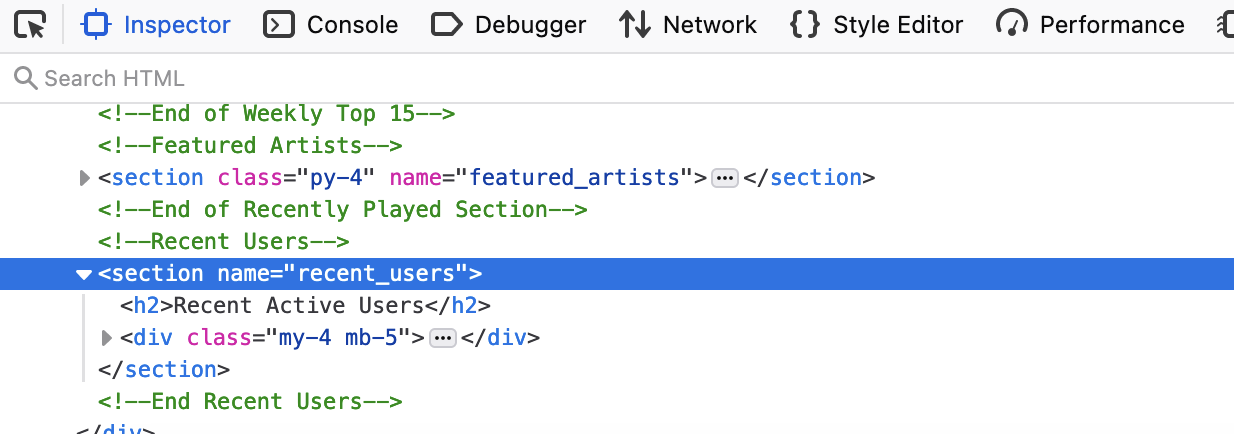 Inspector Console Debugger Network Style Editor Performance
Search HTML
<!--End of Weekly Top 15-->
<!--Featured Artists-->
<section class="py-4" name="featured_artists"> ••• </section>
<!--End of Recently Played Section-->
<!--Recent Users-->
<section name="recent_users">
<h2>Recent Active Users</h2>
<div class="my-4 mb-5"> ••• </div>
</section>
<!--End Recent Users-->
</div>